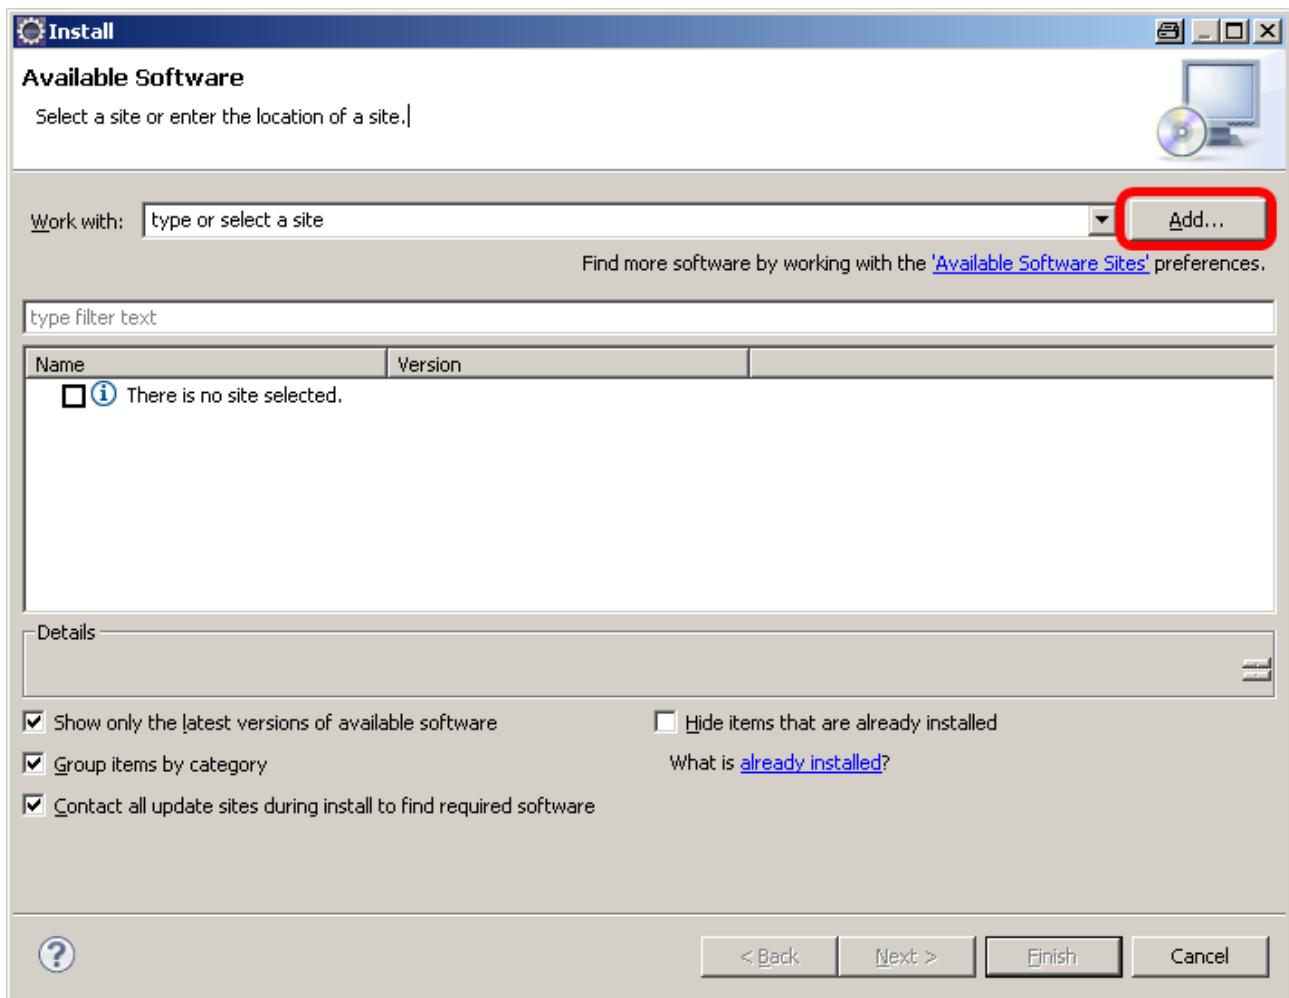 Install
Available Software
Select a site or enter the location of a site.
Work with: type or select a site Add...
Find more software by working with the 'Available Software Sites' preferences.
type filter text
Name Version
There is no site selected.
Details
Show only the latest versions of available software Hide items that are already installed
Group items by category What is already installed?
Contact all update sites during install to find required software
< Back Next > Finish Cancel